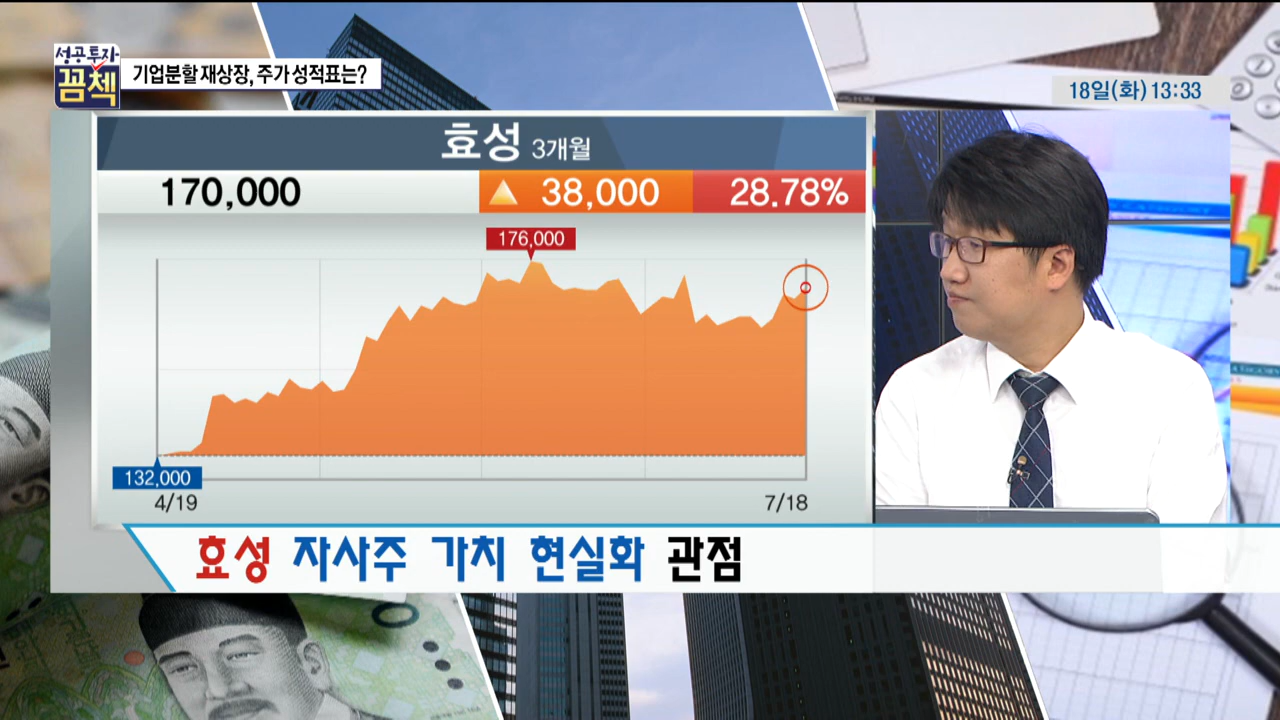 성공투자
꼼첵
기업분할 재상장, 주가 성적표는?
18일(화) 13:33
효성 3개월
170,000 38,000 28.78%
176,000
132,000
4/19 7/18
효성 자사주 가치 현실화 관점